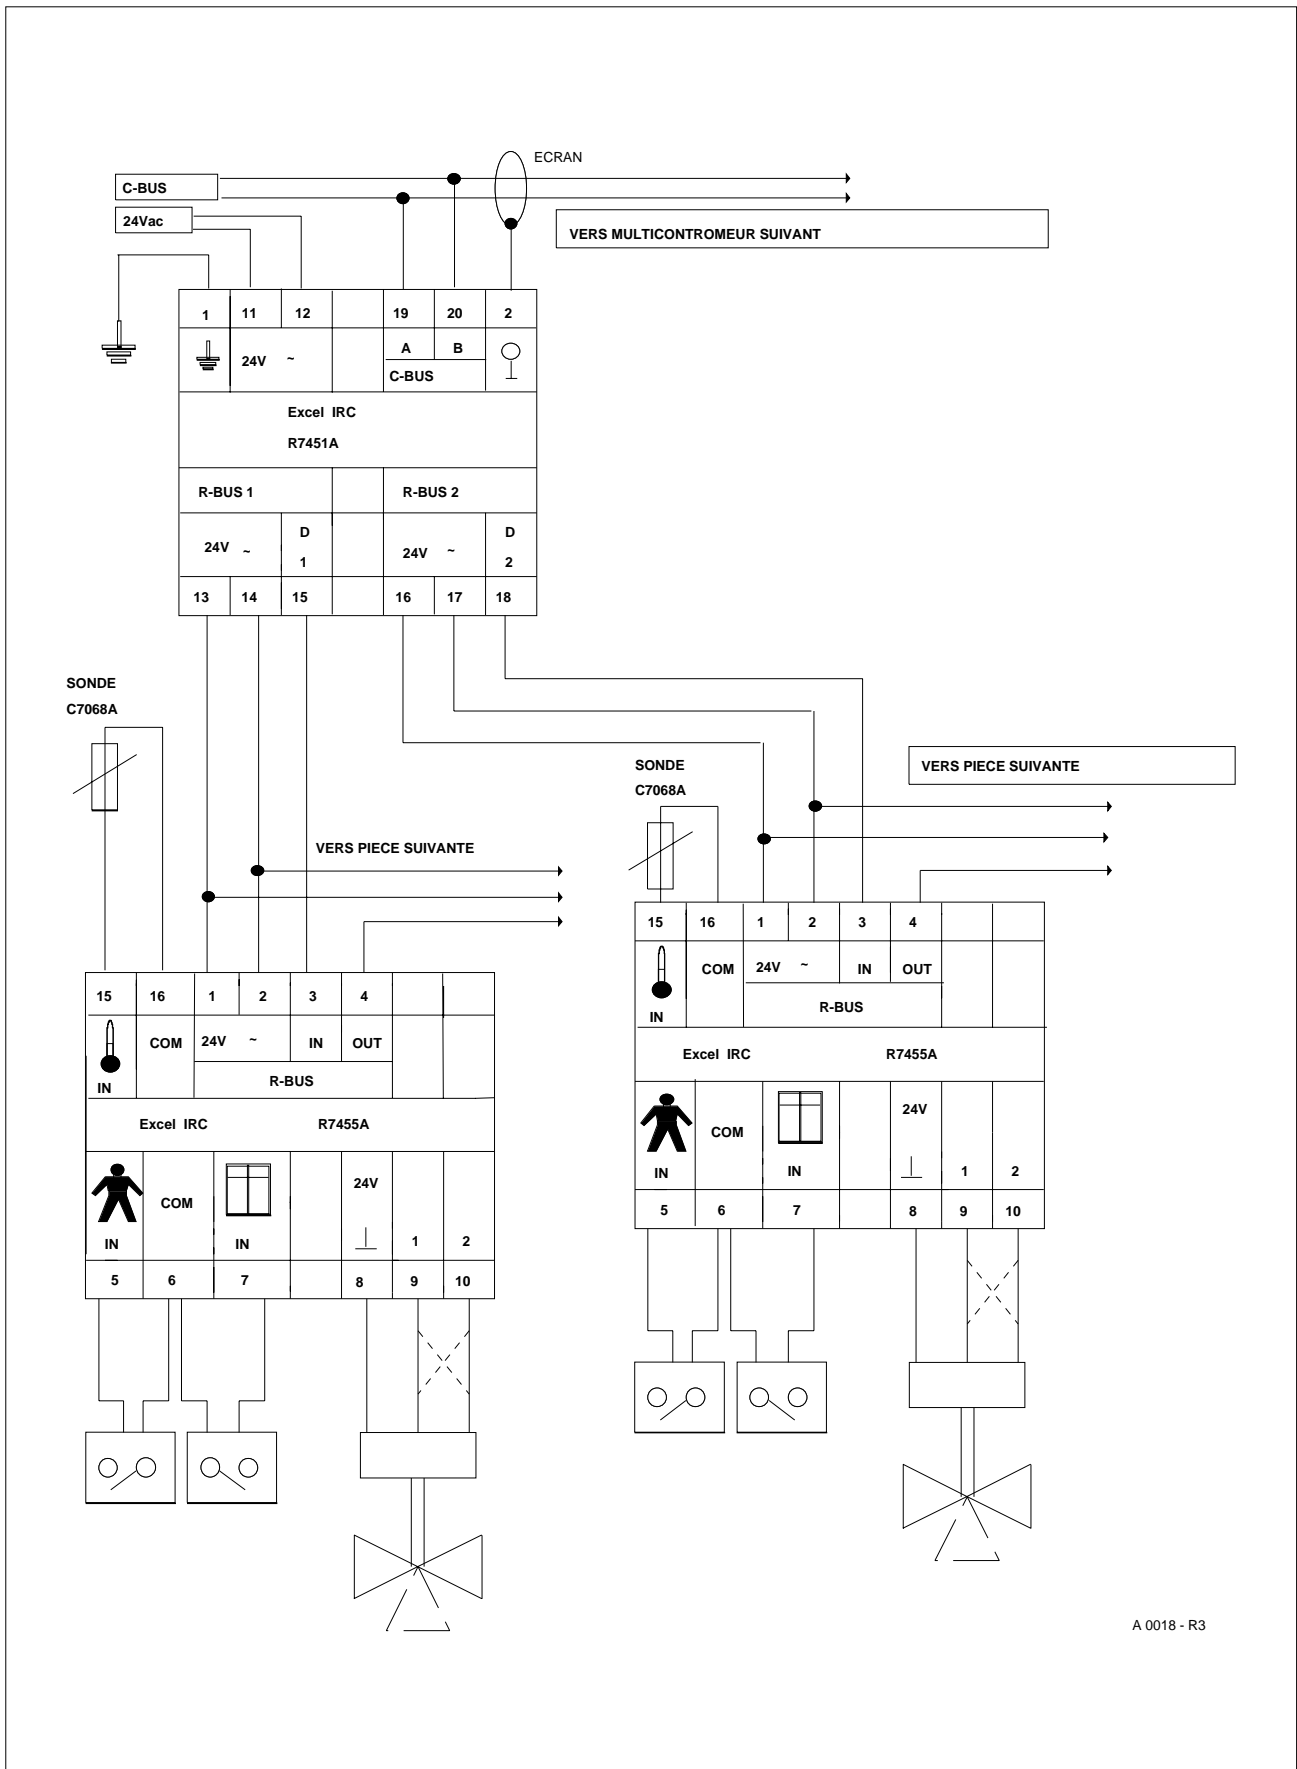 ECRAN
C-BUS
24Vac
VERS MULTICONTROMEUR SUIVANT
1 11 12 19 20 2
24V ~ A B
C-BUS
Excel IRC
R7451A
R-BUS 1 R-BUS 2
24V ~ D 1 24V ~ D 2
13 14 15 16 17 18
SONDE
C7068A
VERS PIECE SUIVANTE
15 16 1 2 3 4
COM 24V ~ IN OUT
IN R-BUS
Excel IRC R7455A
24V
COM
IN IN 1 2
5 6 7 8 9 10
SONDE
C7068A
VERS PIECE SUIVANTE
15 16 1 2 3 4
COM 24V ~ IN OUT
IN R-BUS
Excel IRC R7455A
24V
COM
IN IN 1 2
5 6 7 8 9 10
A 0018 - R3